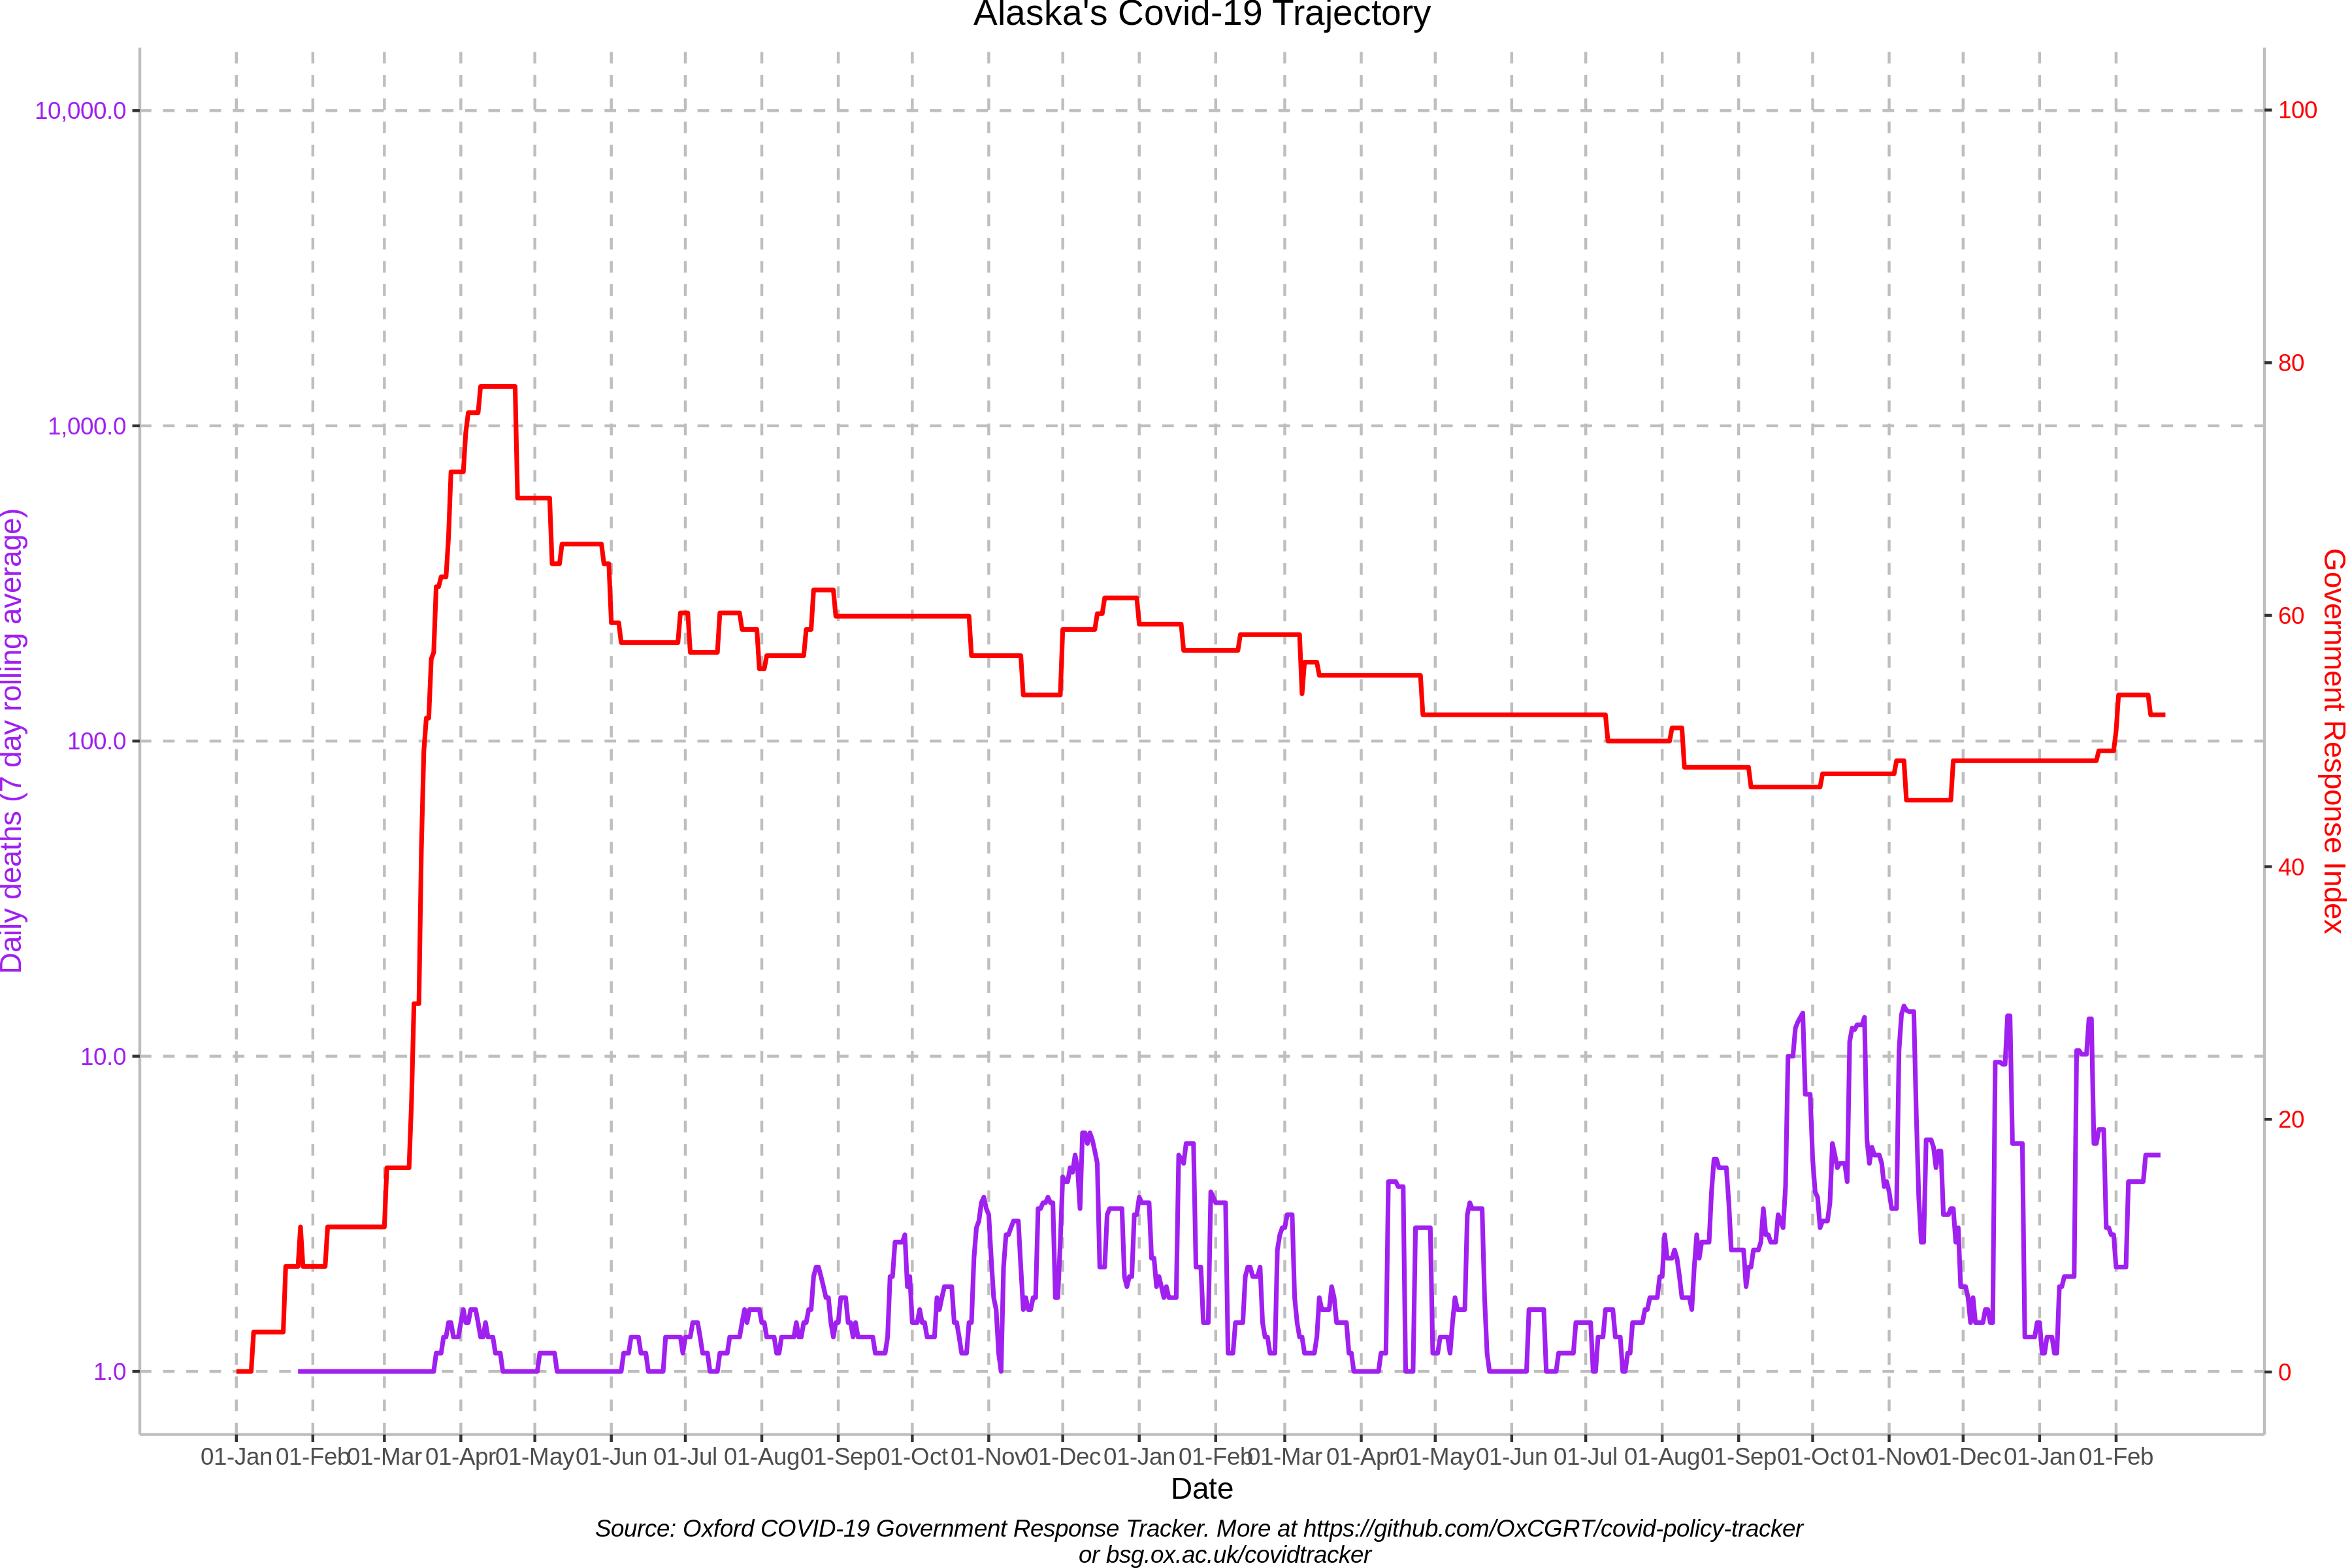 Alaska's Covid-19 Trajectory
10,000.0
1,000.0
100.0
10.0
1.0
Daily deaths (7 day rolling average)
100
80
60
40
20
0
Government Response Index
01-Jan 01-Feb 01-Mar 01-Apr 01-May 01-Jun 01-Jul 01-Aug 01-Sep 01-Oct 01-Nov 01-Dec 01-Jan 01-Feb 01-Mar 01-Apr 01-May 01-Jun 01-Jul 01-Aug 01-Sep 01-Oct 01-Nov 01-Dec 01-Jan 01-Feb
Date
Source: Oxford COVID-19 Government Response Tracker. More at https://github.com/OxCGRT/covid-policy-tracker
or bsg.ox.ac.uk/covidtracker